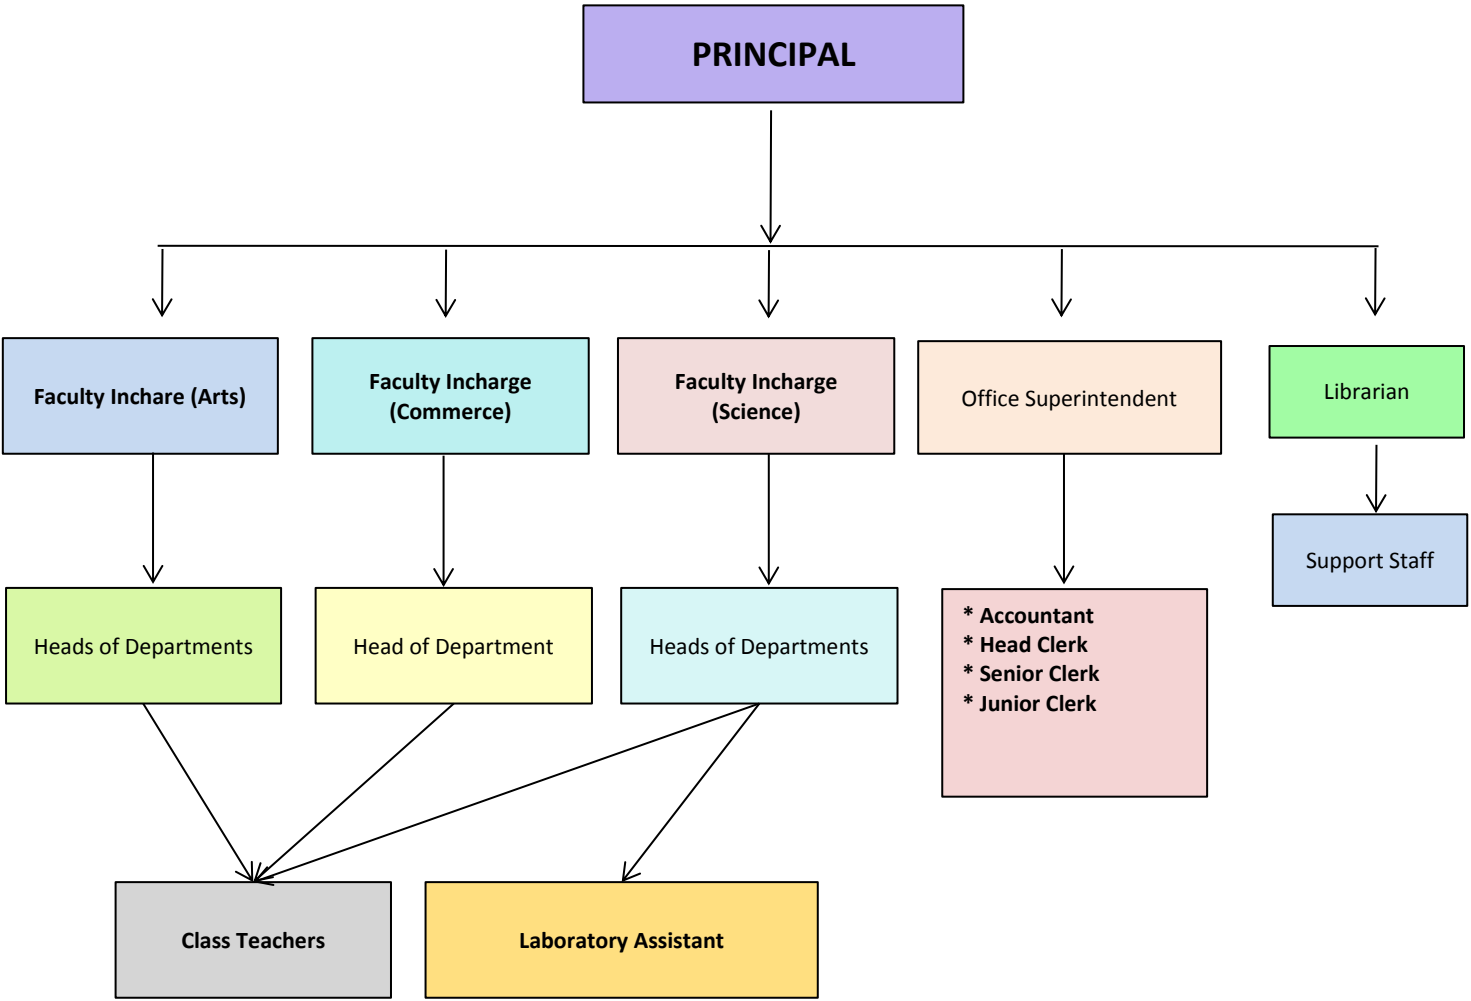 PRINCIPAL
Faculty Inchare (Arts)
Faculty Incharge
(Commerce)
Faculty Incharge
(Science)
Office Superintendent
Librarian
Support Staff
Heads of Departments
Head of Department
Heads of Departments
* Accountant
* Head Clerk
* Senior Clerk
* Junior Clerk
Class Teachers
Laboratory Assistant